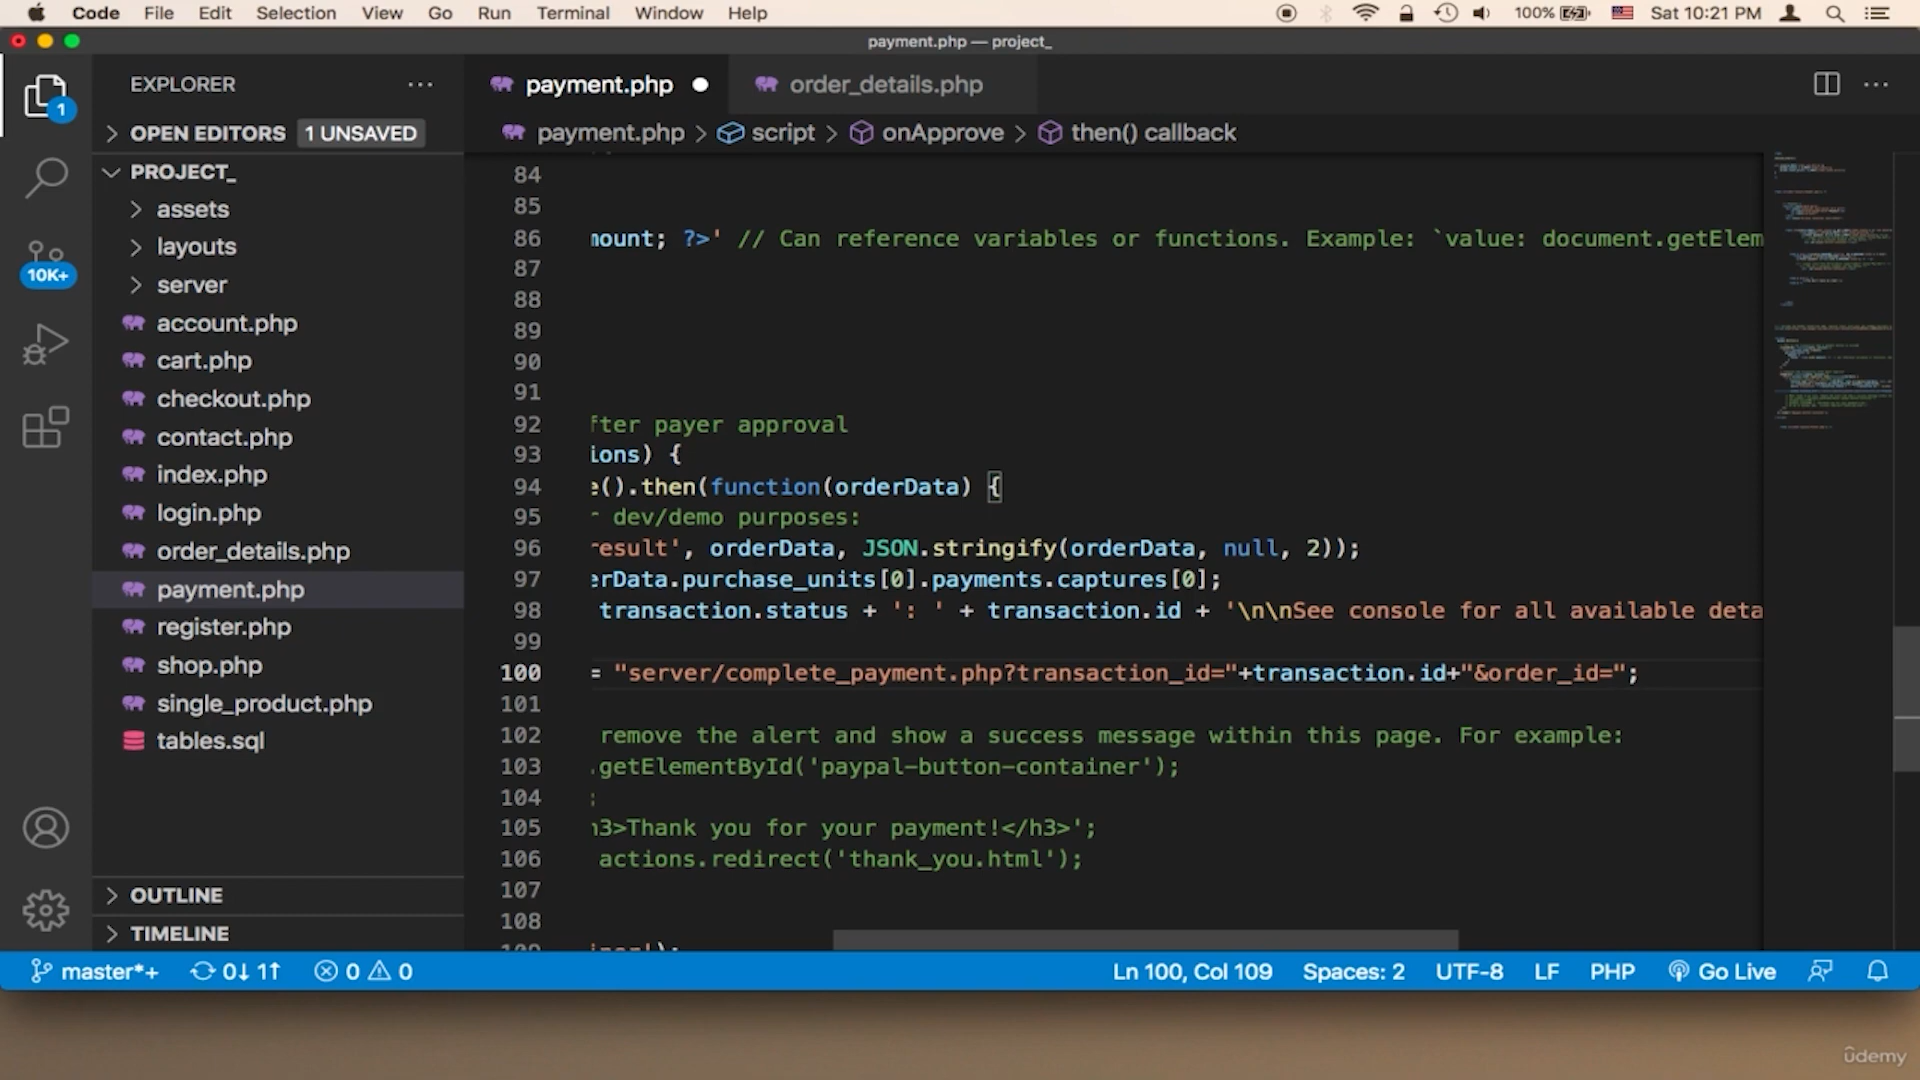 Code File Edit Selection View Go Run Terminal Window Help 100% Sat 10:21 PM
payment.php — project_
EXPLORER
payment.php
order_details.php
OPEN EDITORS 1 UNSAVED
payment.php > script > onApprove > then() callback
PROJECT_
assets
layouts
server
account.php
cart.php
checkout.php
contact.php
index.php
login.php
order_details.php
payment.php
register.php
shop.php
single_product.php
tables.sql
OUTLINE
TIMELINE
1
10K+
84
85
86 mount; ?>' // Can reference variables or functions. Example: `value: document.getElem
87
88
89
90
91
92 fter payer approval
93 ions) {
94 e().then(function(orderData) {
95 r dev/demo purposes:
96 result', orderData, JSON.stringify(orderData, null, 2));
97 erData.purchase_units[0].payments.captures[0];
98 transaction.status + ': ' + transaction.id + '\n\nSee console for all available deta
99
100 = "server/complete_payment.php?transaction_id="+transaction.id+"&order_id=";
101
102 remove the alert and show a success message within this page. For example:
103 .getElementById('paypal-button-container');
104 ;
105 h3>Thank you for your payment!</h3>';
106 actions.redirect('thank_you.html');
107
108
master*+ 0↓ 1↑ 0 0 Ln 100, Col 109 Spaces: 2 UTF-8 LF PHP Go Live
ûdemy